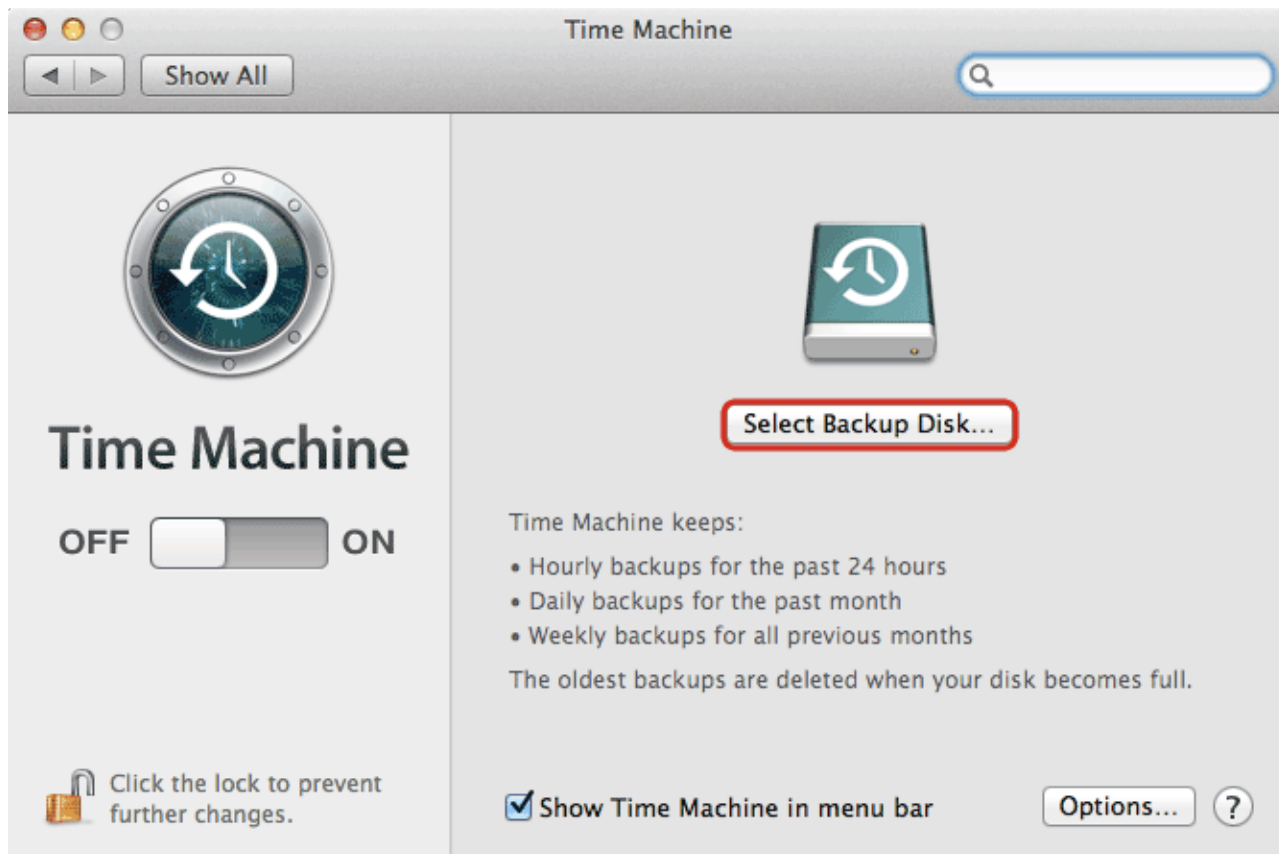 Time Machine
Show All
Select Backup Disk...
Time Machine
OFF ON
Time Machine keeps:
• Hourly backups for the past 24 hours
• Daily backups for the past month
• Weekly backups for all previous months
The oldest backups are deleted when your disk becomes full.
Click the lock to prevent
further changes.
Show Time Machine in menu bar
Options... ?